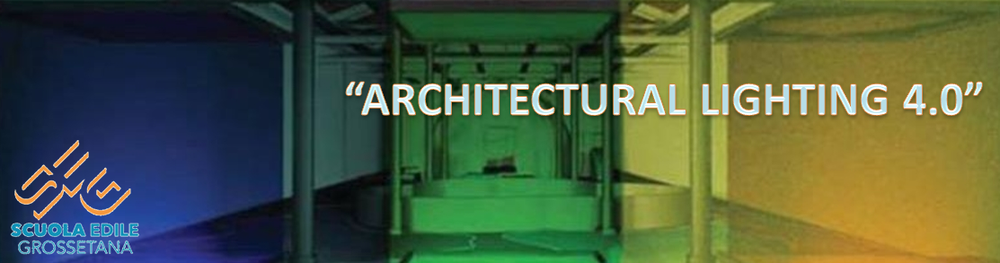 “ARCHITECTURAL LIGHTING 4.0”
SCUOLA EDILE
GROSSETANA